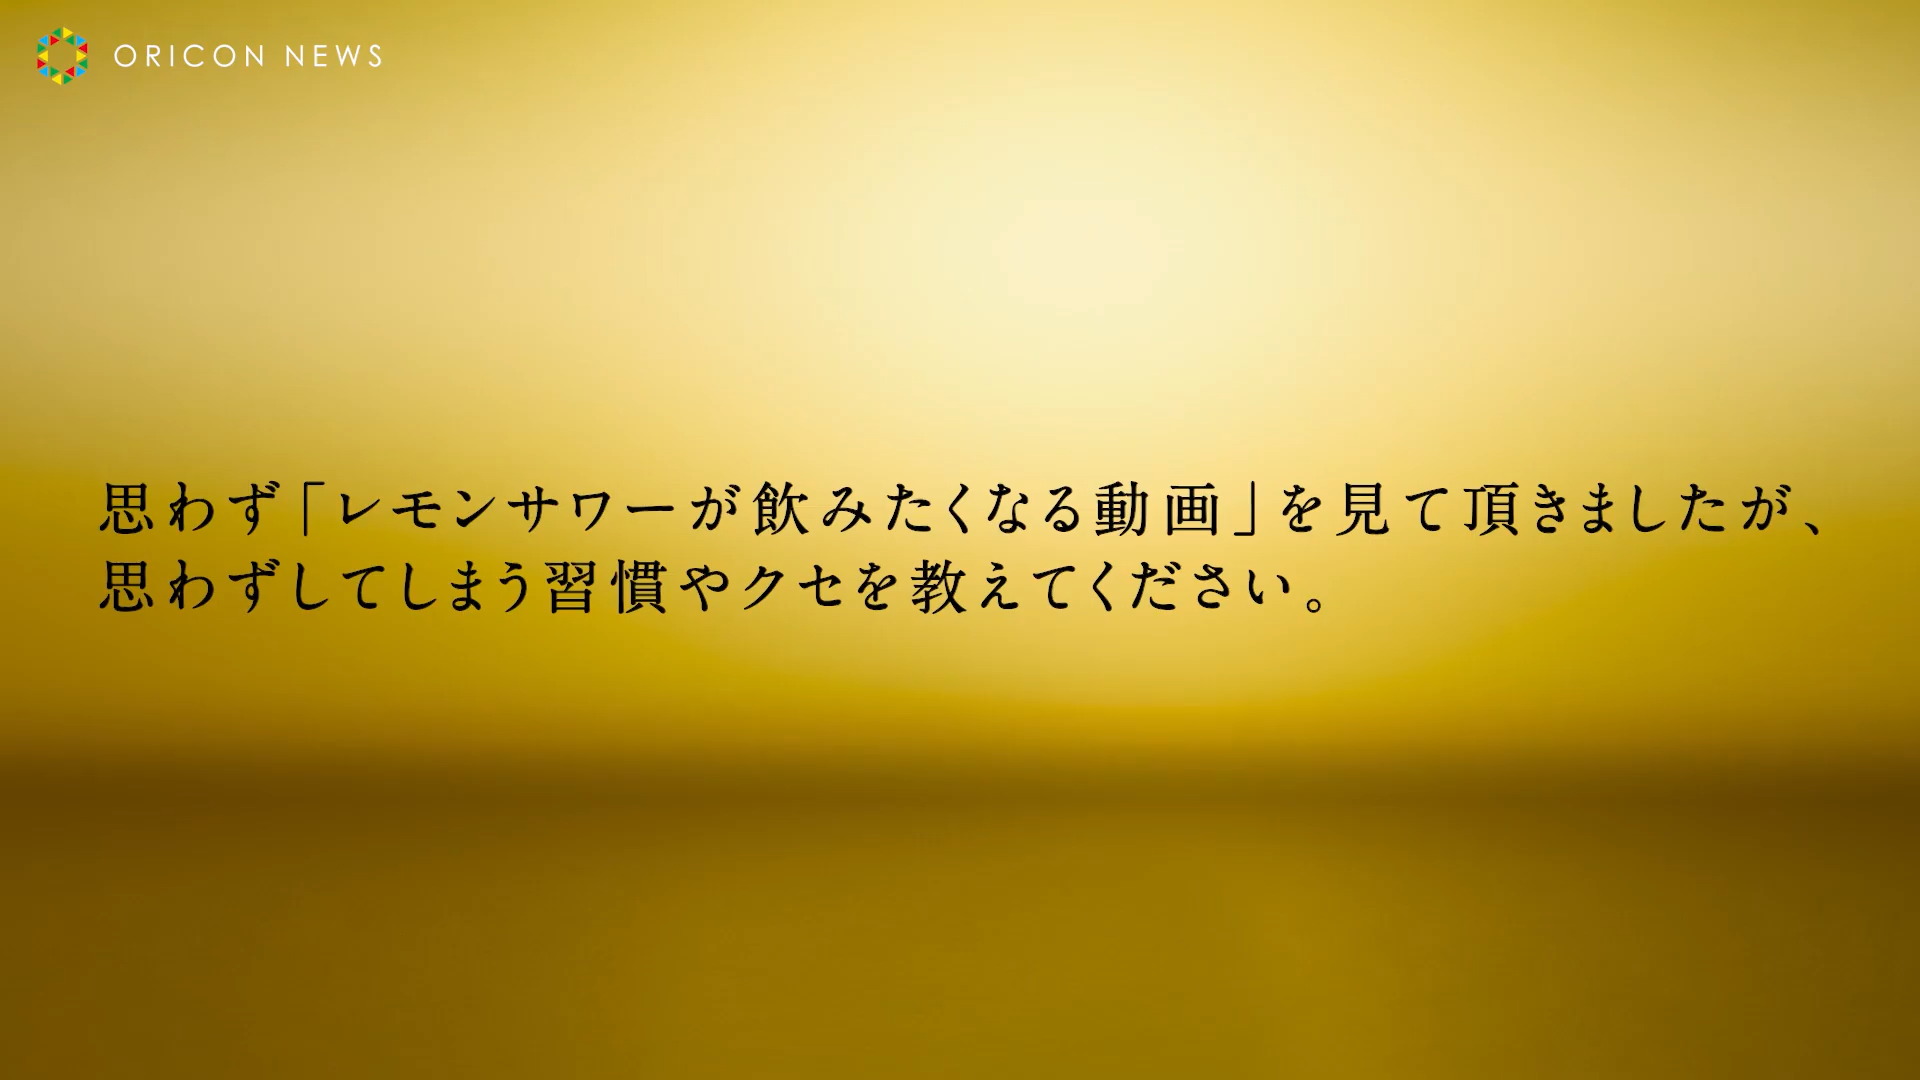 ORICON NEWS
思わず「レモンサワーが飲みたくなる動画」を見て頂きましたが、
思わずしてしまう習慣やクセを教えてください。